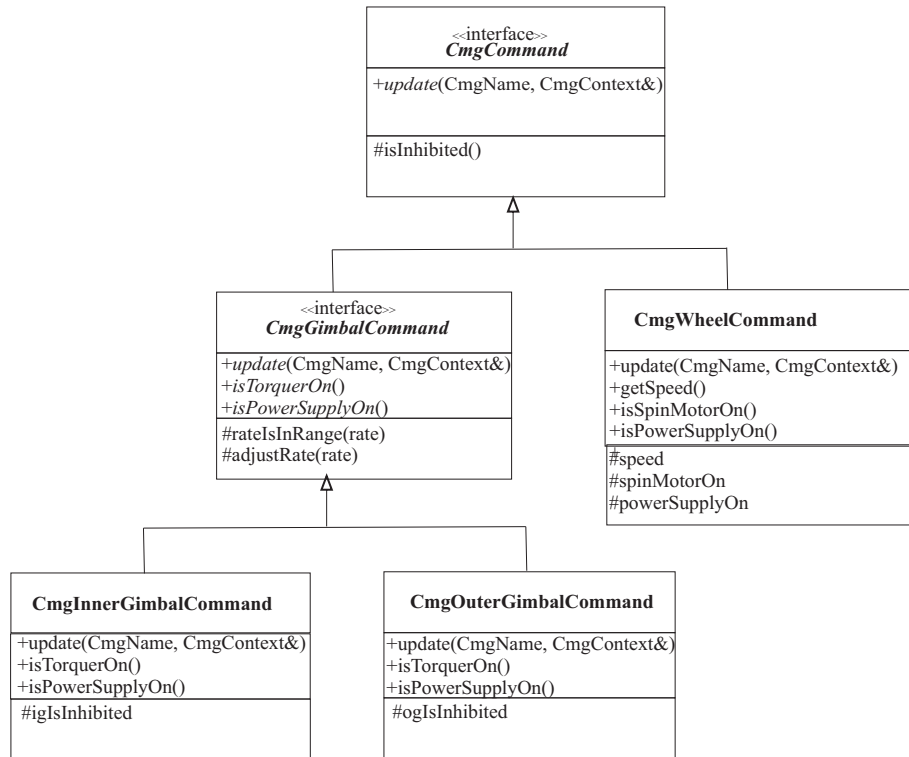 <<interface>>
CmgCommand
+update(CmgName, CmgContext&)
#isInhibited()
<<interface>>
CmgGimbalCommand
+update(CmgName, CmgContext&)
+isTorquerOn()
+isPowerSupplyOn()
#rateIsInRange(rate)
#adjustRate(rate)
CmgWheelCommand
+update(CmgName, CmgContext&)
+getSpeed()
+isSpinMotorOn()
+isPowerSupplyOn()
#speed
#spinMotorOn
#powerSupplyOn
CmgInnerGimbalCommand
+update(CmgName, CmgContext&)
+isTorquerOn()
+isPowerSupplyOn()
#igIsInhibited
CmgOuterGimbalCommand
+update(CmgName, CmgContext&)
+isTorquerOn()
+isPowerSupplyOn()
#ogIsInhibited